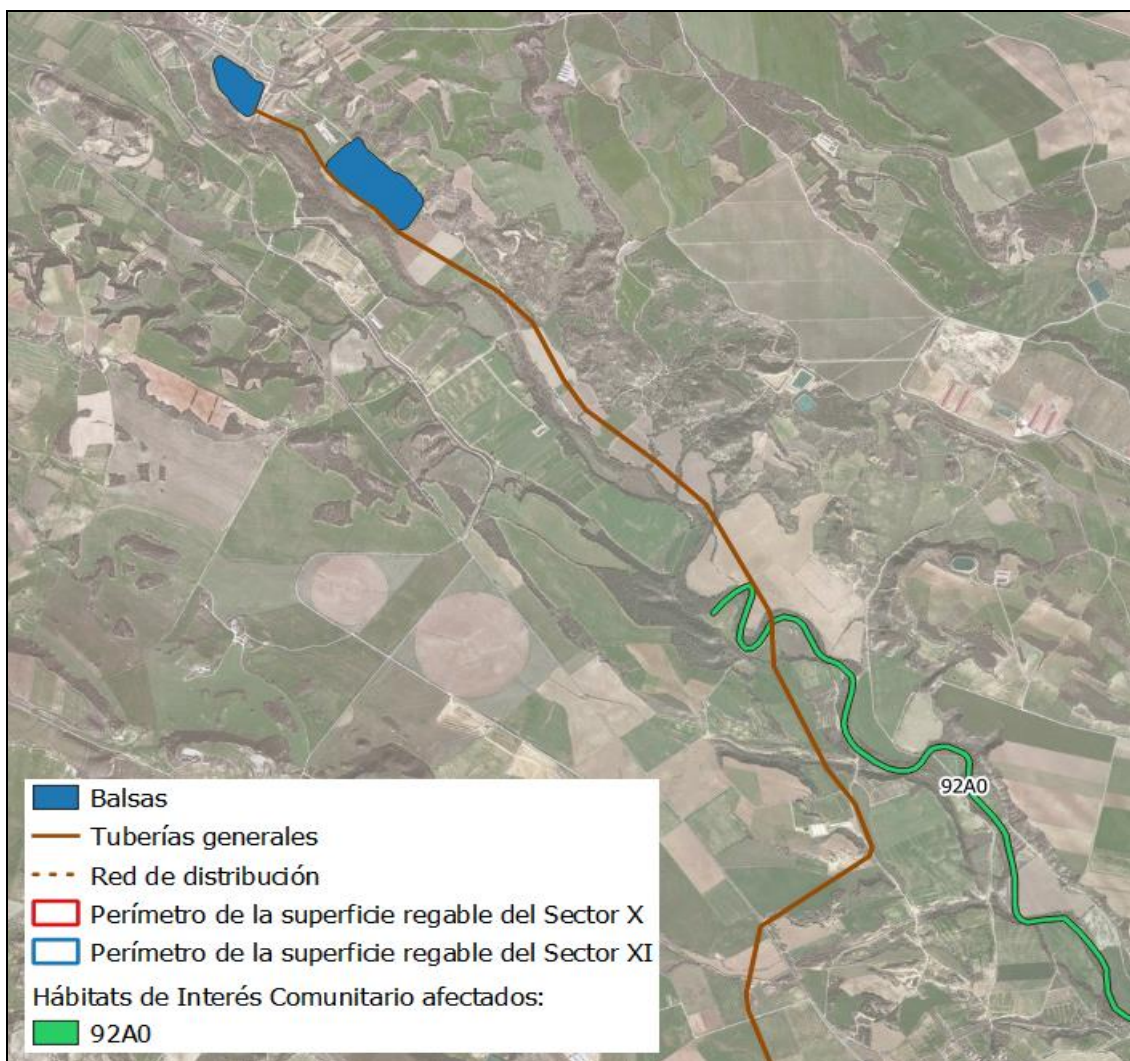 92A0
Balsas
Tuberías generales
Red de distribución
Perímetro de la superficie regable del Sector X
Perímetro de la superficie regable del Sector XI
Hábitats de Interés Comunitario afectados:
92A0